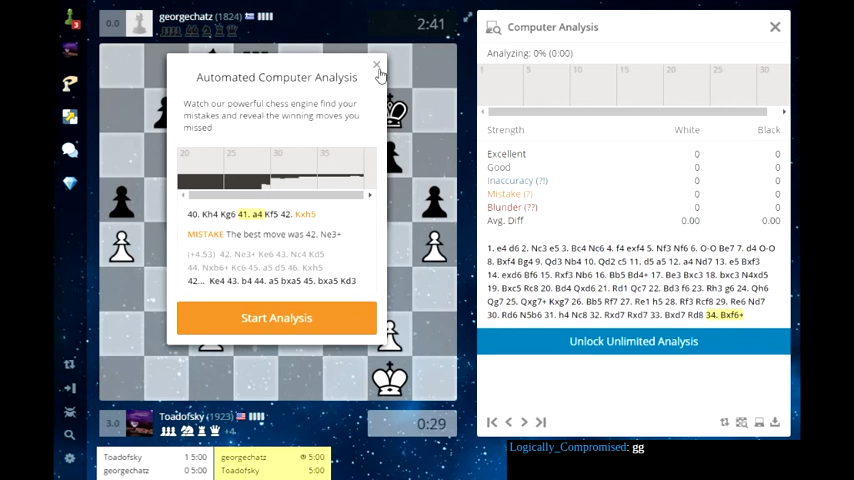 0.0
georgechatz (1824)
2:41
3
Automated Computer Analysis
Watch our powerful chess engine find your
mistakes and reveal the winning moves you
missed
20 25 30 35
40. Kh4 Kg6 41. a4 Kf5 42. Kxh5
MISTAKE The best move was 42. Ne3+
(+4.53) 42. Ne3+ Ke6 43. Nc4 Kd5
44. Nxb6+ Kc6 45. a5 d5 46. Kxh5
42... Ke4 43. b4 44. a5 bxa5 45. bxa5 Kd3
Start Analysis
3.0
Toadofsky (1923)
+4
0:29
Toadofsky 1 5:00
georgechatz 0 5:00
georgechatz 5:00
Toadofsky 5:00
Computer Analysis
Analyzing: 0% (0:00)
1 5 10 15 20 25 30
Strength White Black
Excellent 0 0
Good 0 0
Inaccuracy (?!) 0 0
Mistake (?) 0 0
Blunder (??) 0 0
Avg. Diff 0.00 0.00
1. e4 d6 2. Nc3 e5 3. Bc4 Nc6 4. f4 exf4 5. Nf3 Nf6 6. O-O Be7 7. d4 O-O
8. Bxf4 Bg4 9. Qd3 Nb4 10. Qd2 c5 11. d5 a5 12. a4 Nd7 13. e5 Bxf3
14. exd6 Bf6 15. Rxf3 Nb6 16. Bb5 Bd4+ 17. Be3 Bxc3 18. bxc3 N4xd5
19. Bxc5 Rc8 20. Bd4 Qxd6 21. Rd1 Qc7 22. Bd3 f6 23. Rh3 g6 24. Qh6
Qg7 25. Qxg7+ Kxg7 26. Bb5 Rf7 27. Re1 h5 28. Rf3 Rcf8 29. Re6 Nd7
30. Rd6 N5b6 31. h4 Nc8 32. Rxd7 Rxd7 33. Bxd7 Rd8 34. Bxf6+
Unlock Unlimited Analysis
Logically_Compromised: gg